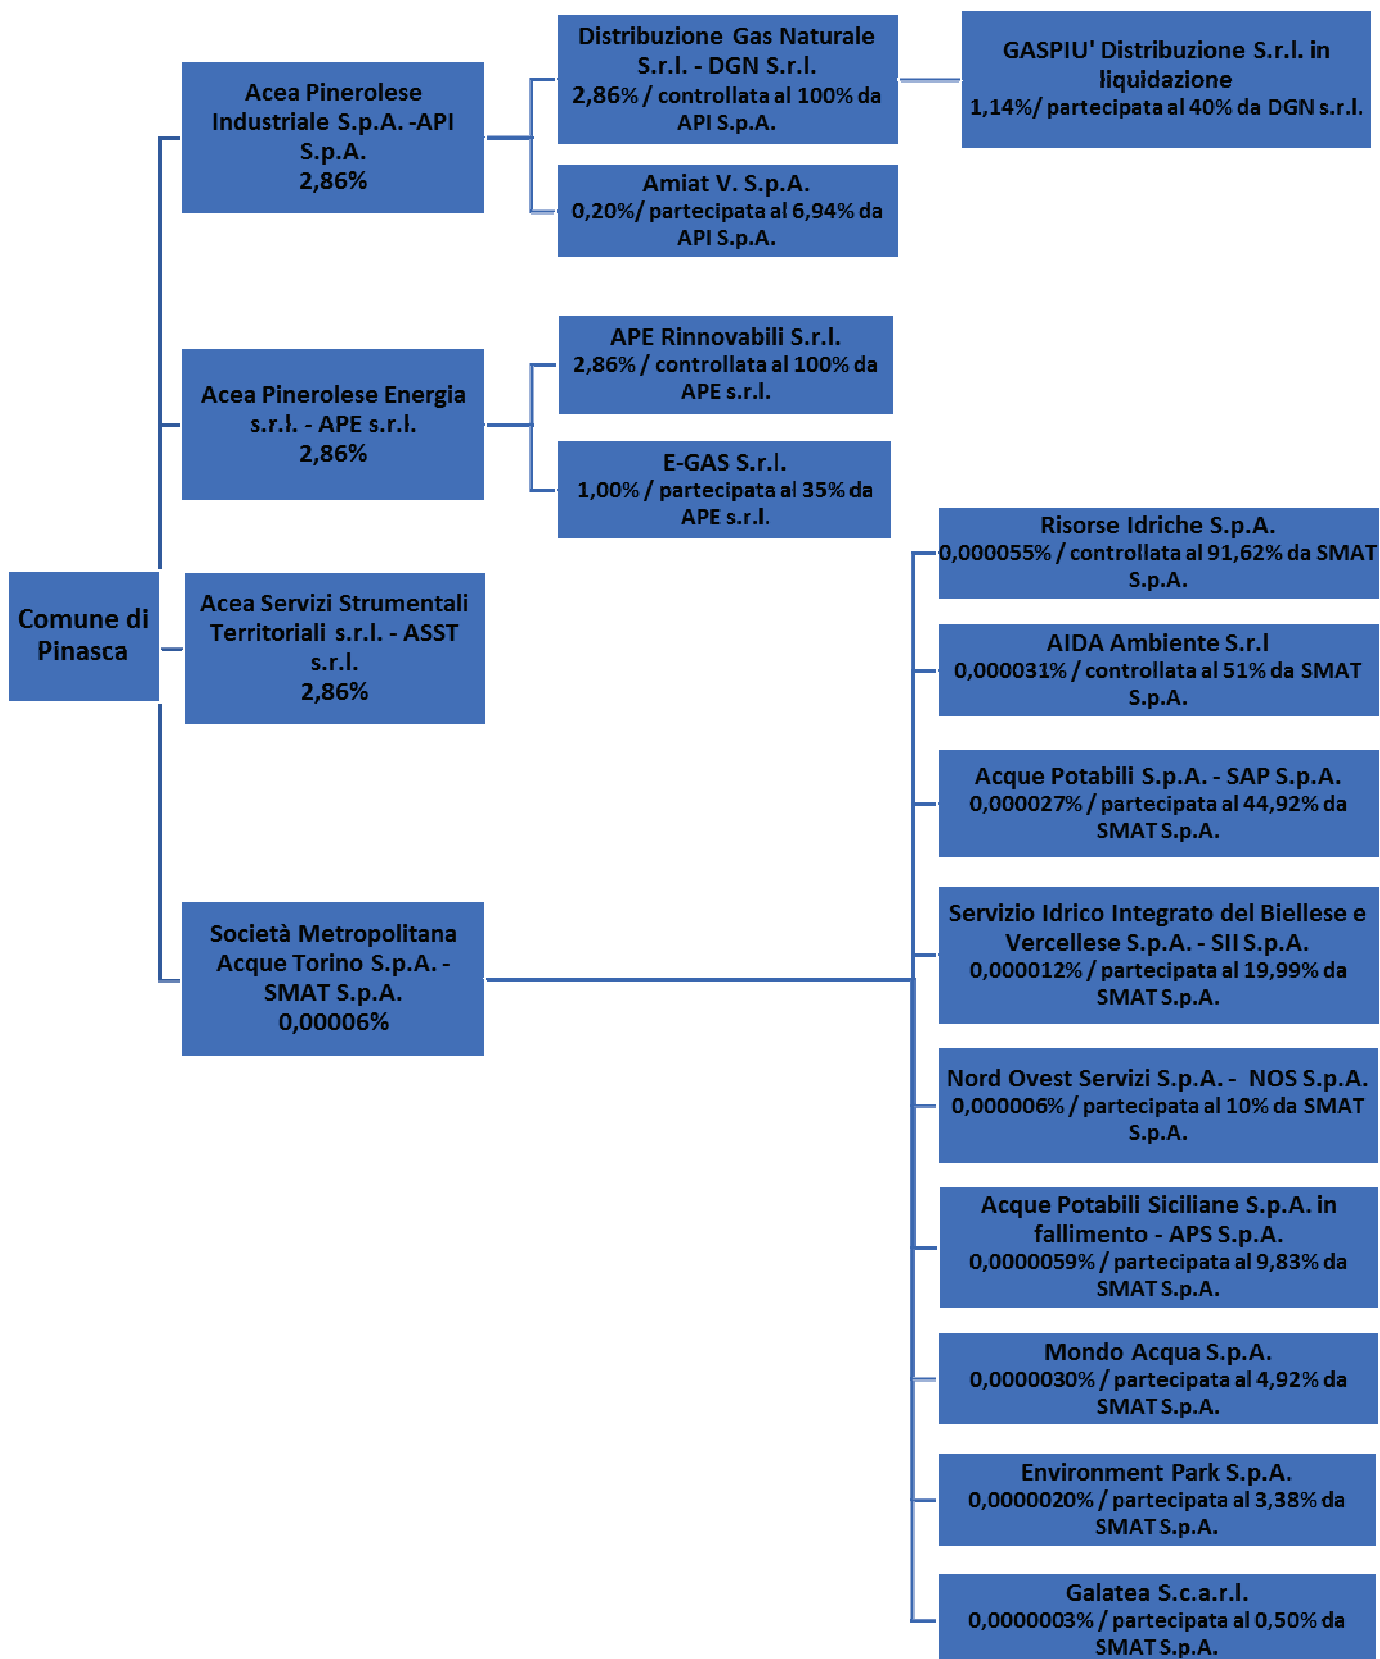 Comune di
Pinasca
Acea Pinerolese
Industriale S.p.A. -API
S.p.A.
2,86%
Distribuzione Gas Naturale
S.r.l. - DGN S.r.l.
2,86% / controllata al 100% da
API S.p.A.
GASPIU' Distribuzione S.r.l. in
liquidazione
1,14%/ partecipata al 40% da DGN s.r.l.
Amiat V. S.p.A.
0,20%/ partecipata al 6,94% da
API S.p.A.
Acea Pinerolese Energia
s.r.l. - APE s.r.l.
2,86%
APE Rinnovabili S.r.l.
2,86% / controllata al 100% da
APE s.r.l.
E-GAS S.r.l.
1,00% / partecipata al 35% da
APE s.r.l.
Acea Servizi Strumentali
Territoriali s.r.l. - ASST
s.r.l.
2,86%
Società Metropolitana
Acque Torino S.p.A. -
SMAT S.p.A.
0,00006%
Risorse Idriche S.p.A.
0,000055% / controllata al 91,62% da SMAT
S.p.A.
AIDA Ambiente S.r.l
0,000031% / controllata al 51% da SMAT
S.p.A.
Acque Potabili S.p.A. - SAP S.p.A.
0,000027% / partecipata al 44,92% da
SMAT S.p.A.
Servizio Idrico Integrato del Biellese e
Vercellese S.p.A. - SII S.p.A.
0,000012% / partecipata al 19,99% da
SMAT S.p.A.
Nord Ovest Servizi S.p.A. - NOS S.p.A.
0,000006% / partecipata al 10% da SMAT
S.p.A.
Acque Potabili Siciliane S.p.A. in
fallimento - APS S.p.A.
0,0000059% / partecipata al 9,83% da
SMAT S.p.A.
Mondo Acqua S.p.A.
0,0000030% / partecipata al 4,92% da
SMAT S.p.A.
Environment Park S.p.A.
0,0000020% / partecipata al 3,38% da
SMAT S.p.A.
Galatea S.c.a.r.l.
0,0000003% / partecipata al 0,50% da
SMAT S.p.A.